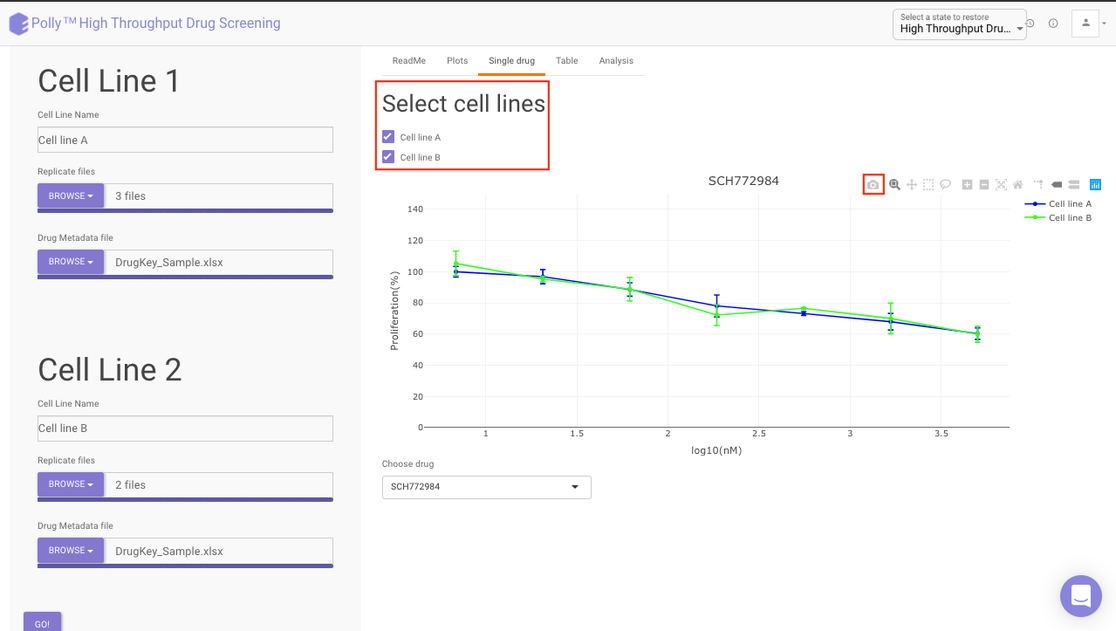 Polly™High Throughput Drug Screening
Select a state to restore
High Throughput Dru...
Cell Line 1
Cell Line Name
Cell line A
Replicate files
BROWSE
3 files
Drug Metadata file
BROWSE
DrugKey_Sample.xlsx
Cell Line 2
Cell Line Name
Cell line B
Replicate files
BROWSE
2 files
Drug Metadata file
BROWSE
DrugKey_Sample.xlsx
GO!
ReadMe Plots Single drug Table Analysis
Select cell lines
Cell line A
Cell line B
SCH772984
Cell line A
Cell line B
Proliferation(%)
140
120
100
80
60
40
20
0
1 1.5 2 2.5 3 3.5
log10(nM)
Choose drug
SCH772984